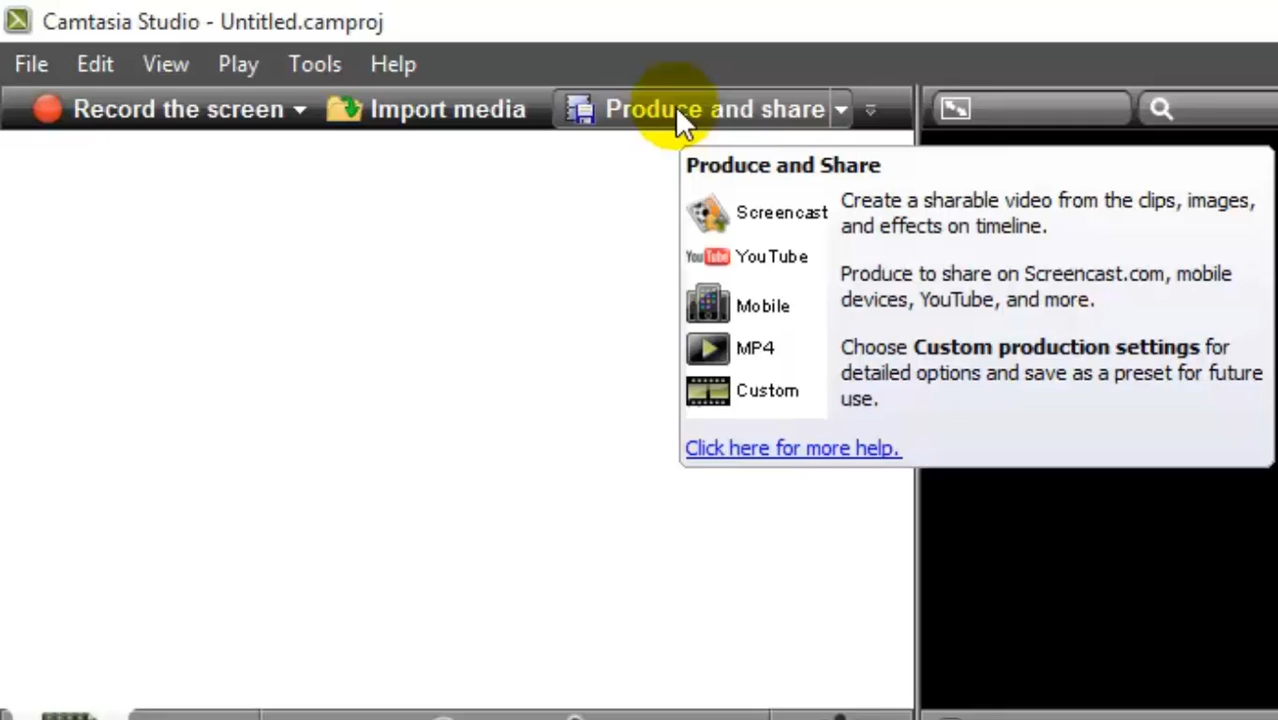 Camtasia Studio - Untitled.camproj
File Edit View Play Tools Help
Record the screen Import media Produce and share
Produce and Share
Screencast
YouTube YouTube
Mobile
MP4
Custom
Create a sharable video from the clips, images,
and effects on timeline.
Produce to share on Screencast.com, mobile
devices, YouTube, and more.
Choose Custom production settings for
detailed options and save as a preset for future
use.
Click here for more help.